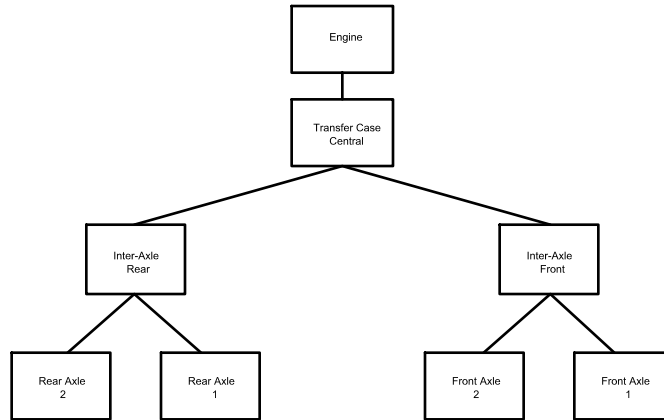 Engine
Transfer Case
Central
Inter-Axle
Rear
Inter-Axle
Front
Rear Axle
2
Rear Axle
1
Front Axle
2
Front Axle
1